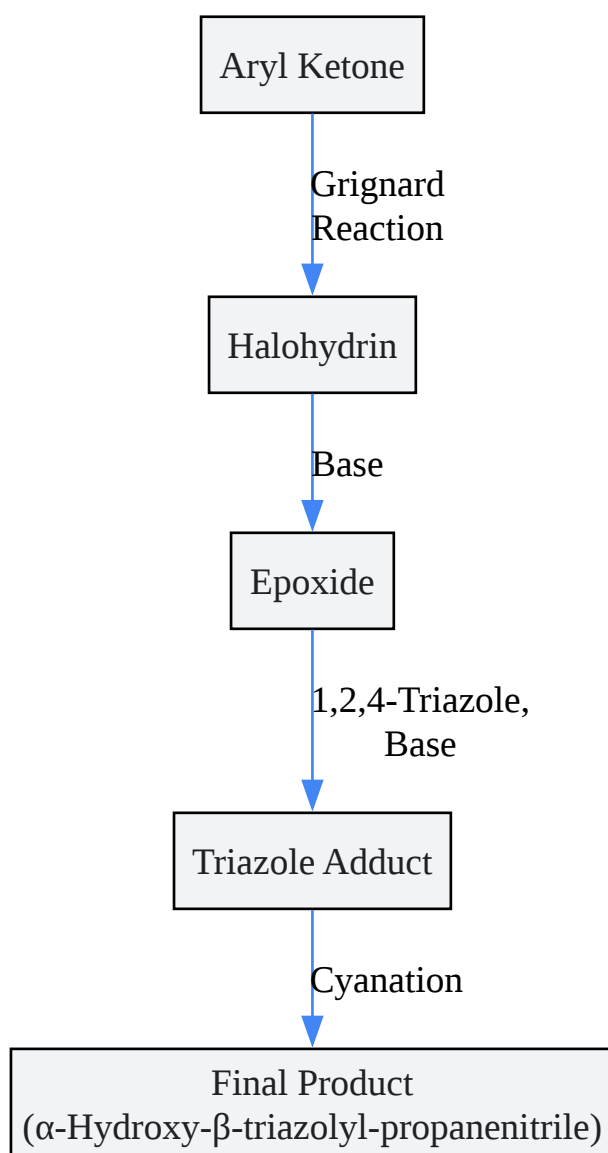 Aryl Ketone
Grignard
Reaction
Halohydrin
Base
Epoxide
1,2,4-Triazole,
Base
Triazole Adduct
Cyanation
Final Product
(α-Hydroxy-β-triazolyl-propanenitrile)